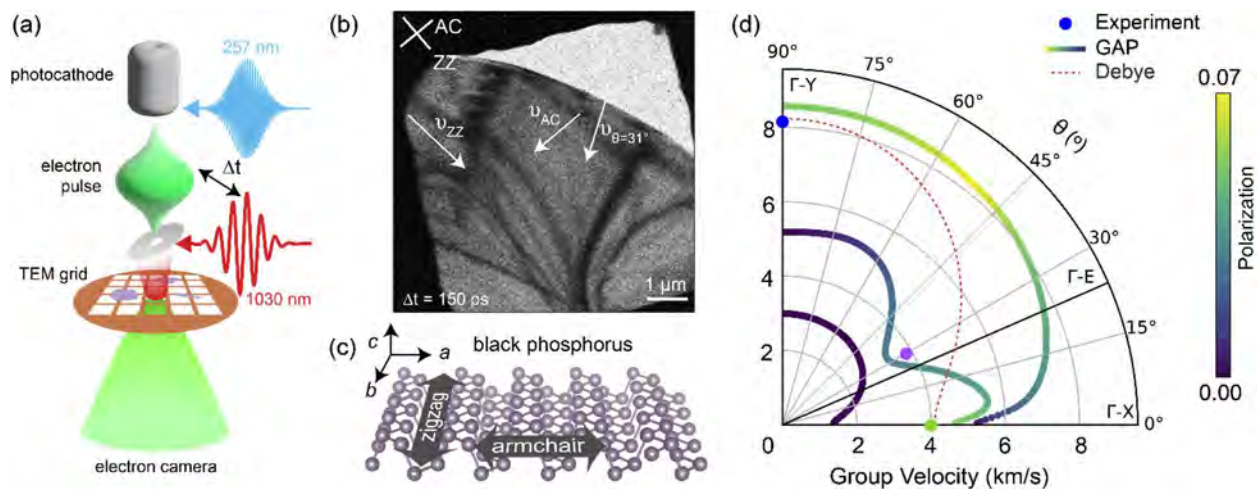 (a)
257 nm
photocathode
electron
pulse
Δt
TEM grid
1030 nm
electron camera
(b)
AC
ZZ
υZZ
υAC
υθ=31°
Δt = 150 ps
1 μm
(c)
c
a
b
black phosphorus
zigzag
armchair
(d)
Experiment
GAP
Debye
90°
75°
60°
45°
30°
15°
0°
θ (°)
Γ-Y
Γ-E
Γ-X
8
6
4
2
0
0 2 4 6 8
Group Velocity (km/s)
0.07
Polarization
0.00